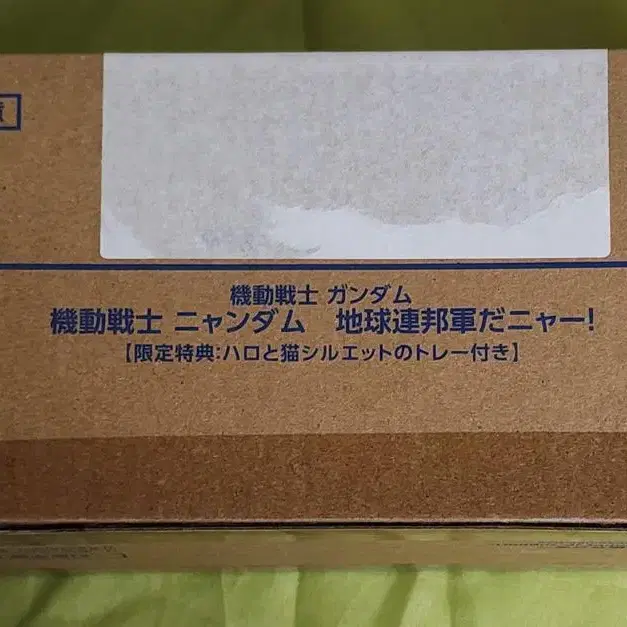 機動戦士 ガンダム
機動戦士 ニャンダム　地球連邦軍だニャー!
【限定特典:ハロと猫シルエットのトレー付き】